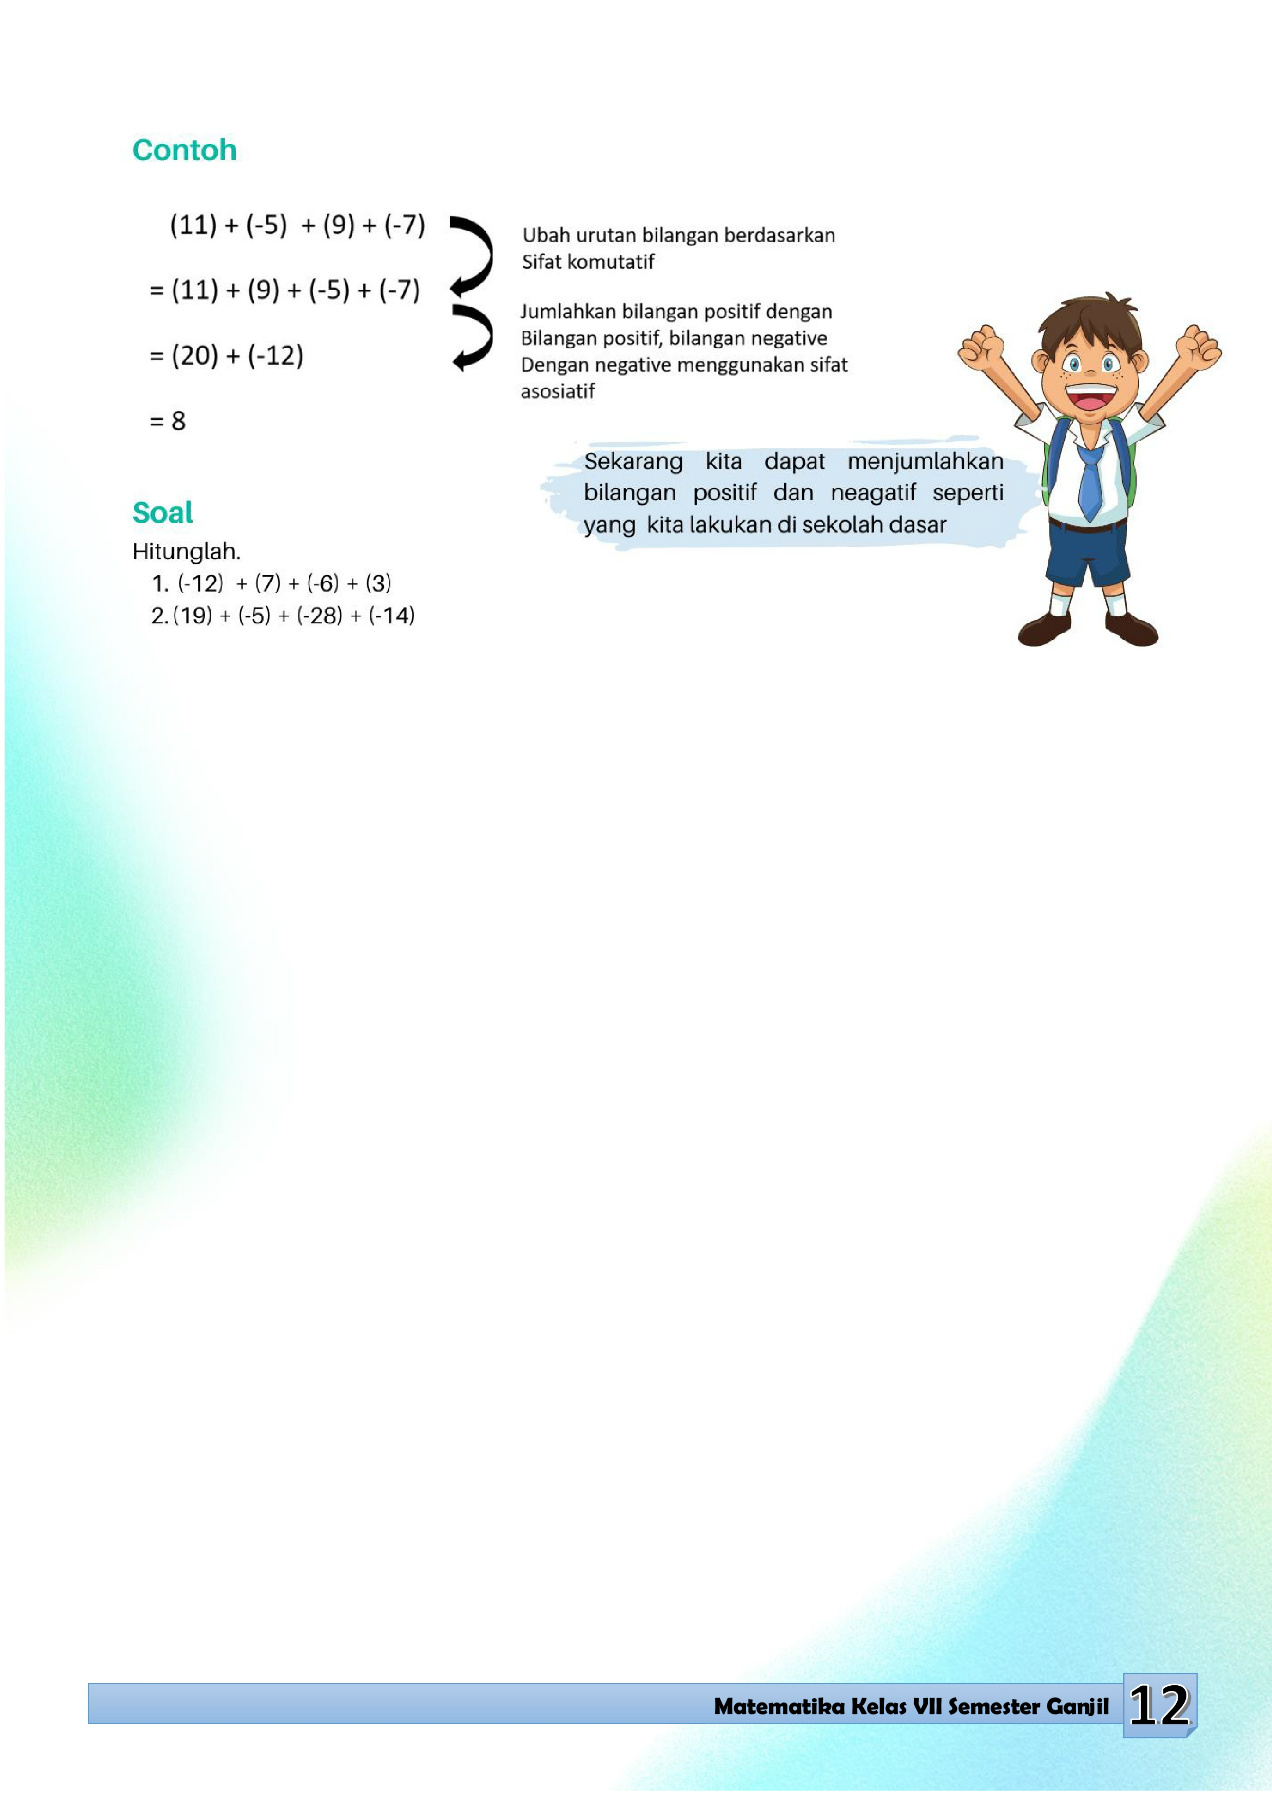 Contoh
(11) + (-5) + (9) + (-7)
Ubah urutan bilangan berdasarkan
Sifat komutatif
= (11) + (9) + (-5) + (-7)
Jumlahkan bilangan positif dengan
Bilangan positif, bilangan negative
Dengan negative menggunakan sifat
asosiatif
= (20) + (-12)
= 8
Sekarang kita dapat menjumlahkan
bilangan positif dan neagatif seperti
yang kita lakukan di sekolah dasar
Soal
Hitunglah.
1. (-12) + (7) + (-6) + (3)
2. (19) + (-5) + (-28) + (-14)
Matematika Kelas VII Semester Ganjil 12